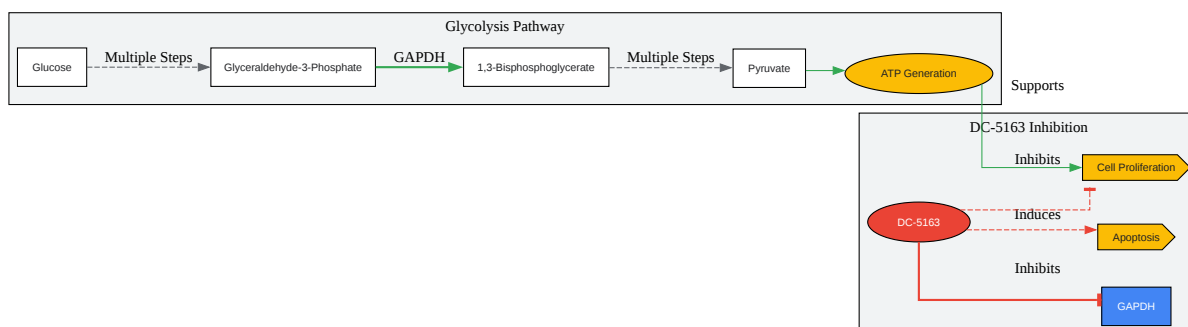 Glycolysis Pathway
Glucose
Multiple Steps
Glyceraldehyde-3-Phosphate
GAPDH
1,3-Bisphosphoglycerate
Multiple Steps
Pyruvate
ATP Generation
Supports
DC-5163 Inhibition
Inhibits
Cell Proliferation
DC-5163
Induces
Apoptosis
Inhibits
GAPDH